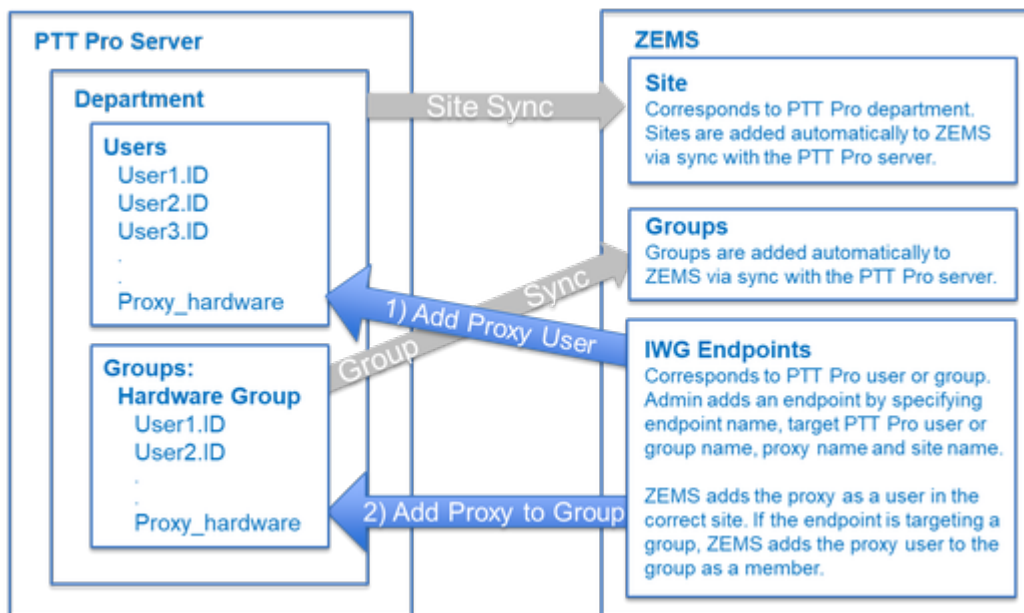 PTT Pro Server
Department
Users
User1.ID
User2.ID
User3.ID
.
.
Proxy_hardware
Groups:
Hardware Group
User1.ID
User2.ID
.
.
Proxy_hardware
Site Sync
Group Sync
1) Add Proxy User
2) Add Proxy to Group
ZEMS
Site
Corresponds to PTT Pro department.
Sites are added automatically to ZEMS
via sync with the PTT Pro server.
Groups
Groups are added automatically to
ZEMS via sync with the PTT Pro server.
IWG Endpoints
Corresponds to PTT Pro user or group.
Admin adds an endpoint by specifying
endpoint name, target PTT Pro user or
group name, proxy name and site name.
ZEMS adds the proxy as a user in the
correct site. If the endpoint is targeting a
group, ZEMS adds the proxy user to the
group as a member.